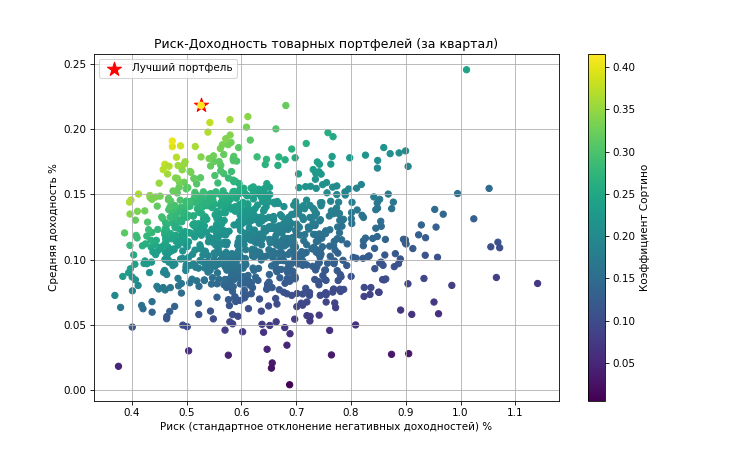 Риск-Доходность товарных портфелей (за квартал)
Лучший портфель
Средняя доходность %
0.25
0.20
0.15
0.10
0.05
0.00
0.4 0.5 0.6 0.7 0.8 0.9 1.0 1.1
Риск (стандартное отклонение негативных доходностей) %
0.40
0.35
0.30
0.25
0.20
0.15
0.10
0.05
Коэффициент Сортино